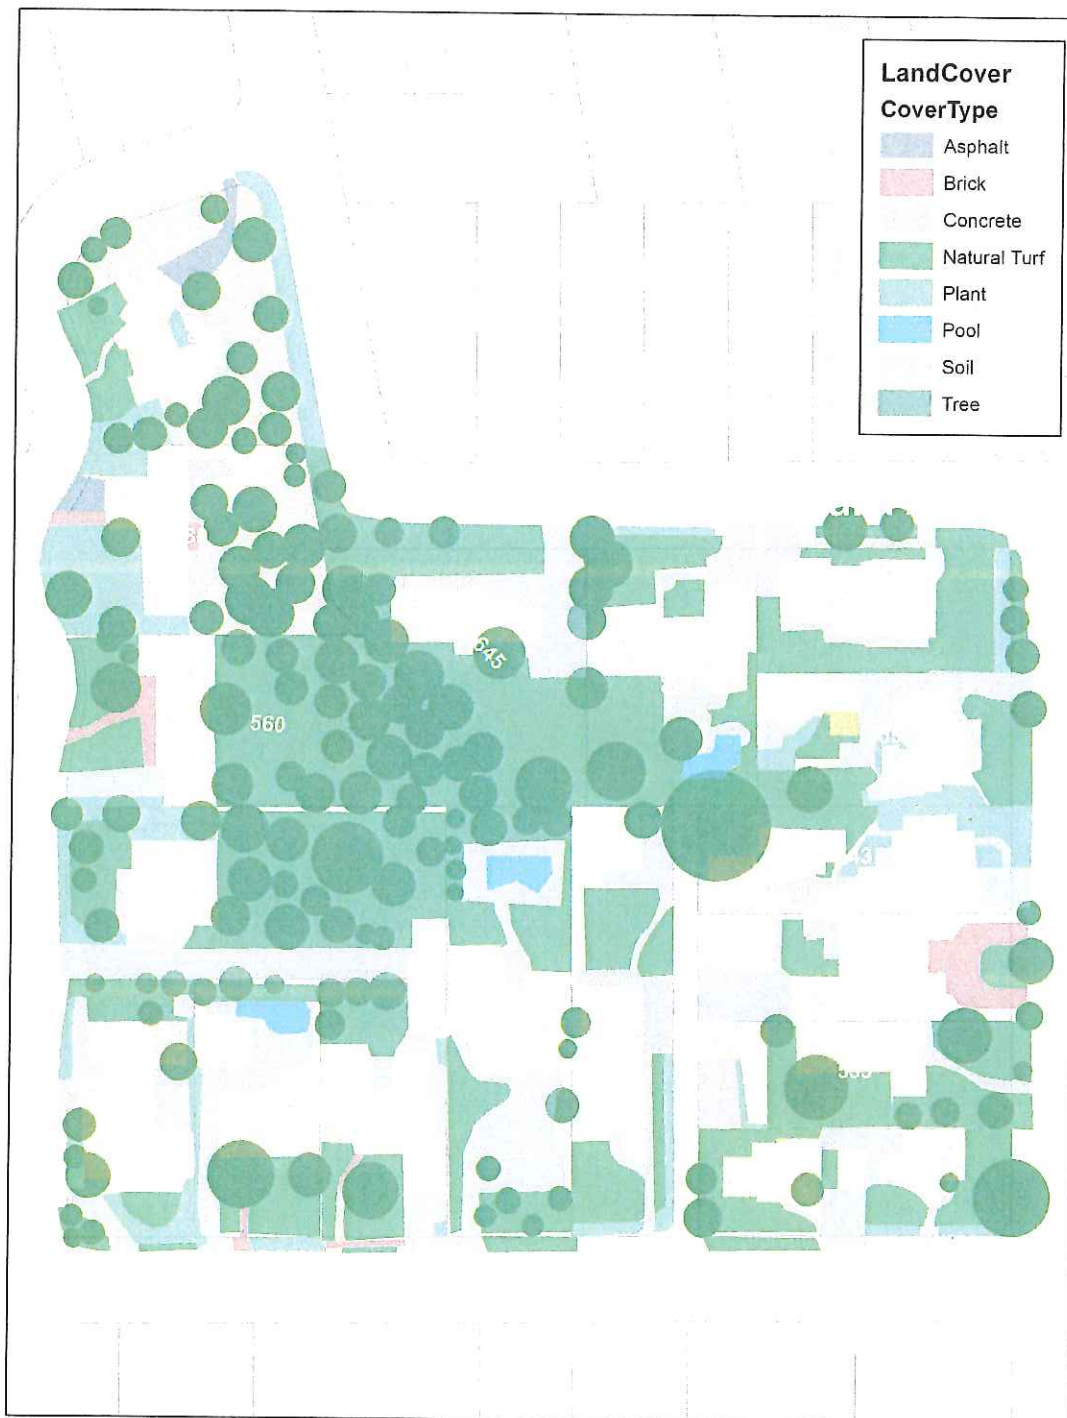 LandCover
CoverType
Asphalt
Brick
Concrete
Natural Turf
Plant
Pool
Soil
Tree
645
560